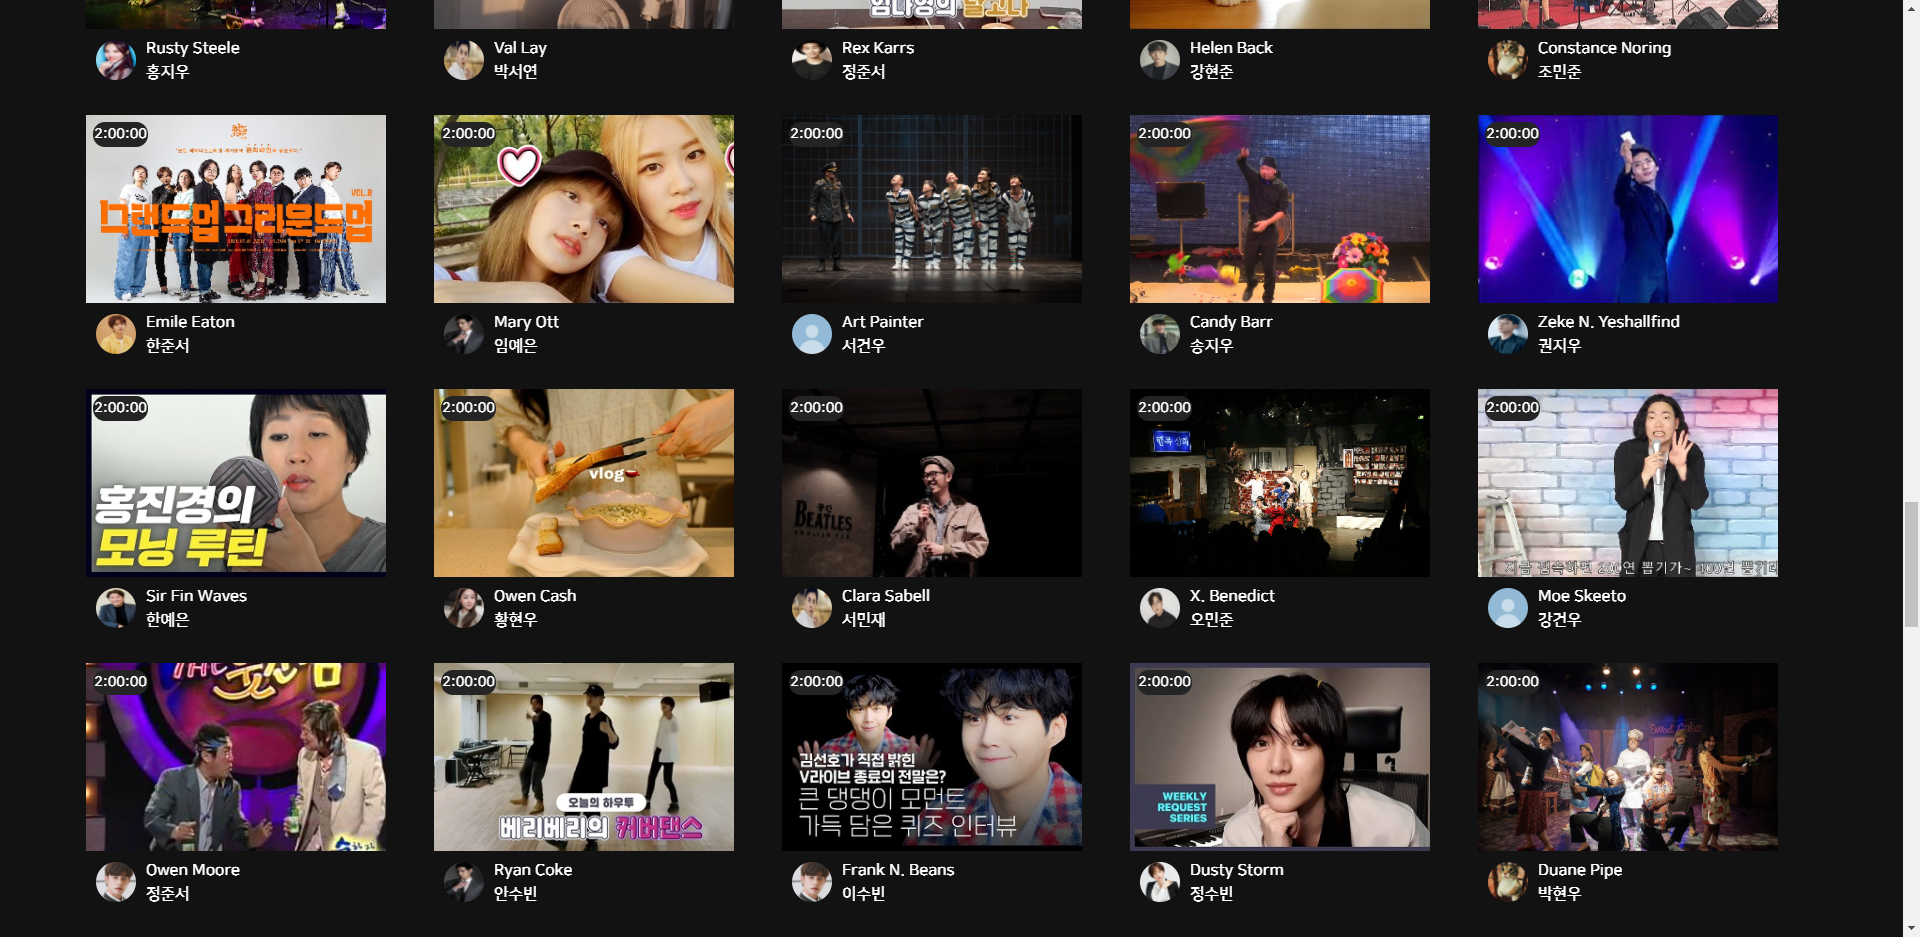 임나영의 달고나
Rusty Steele
홍지우
Val Lay
박서연
Rex Karrs
정준서
Helen Back
강현준
Constance Noring
조민준
2:00:00
VOL.2
그랜드업 그라운드업
Emile Eaton
한준서
2:00:00
Mary Ott
임예은
2:00:00
Art Painter
서건우
2:00:00
Candy Barr
송지우
2:00:00
Zeke N. Yeshallfind
권지우
2:00:00
홍진경의
모닝 루틴
Sir Fin Waves
한예은
2:00:00
vlog
Owen Cash
황현우
2:00:00
BEATLES
Clara Sabell
서민재
2:00:00
X. Benedict
오민준
2:00:00
지금 접속하면 200연 뽑기가~ 400연 뽑기
Moe Skeeto
강건우
2:00:00
Owen Moore
정준서
2:00:00
오늘의 하우투
베리베리의 커버댄스
Ryan Coke
안수빈
2:00:00
김선호가 직접 밝힌
V라이브 종료의 전말은?
큰 댕댕이 모먼트
가득 담은 퀴즈 인터뷰
Frank N. Beans
이수빈
2:00:00
WEEKLY
REQUEST
SERIES
Dusty Storm
정수빈
2:00:00
Duane Pipe
박현우